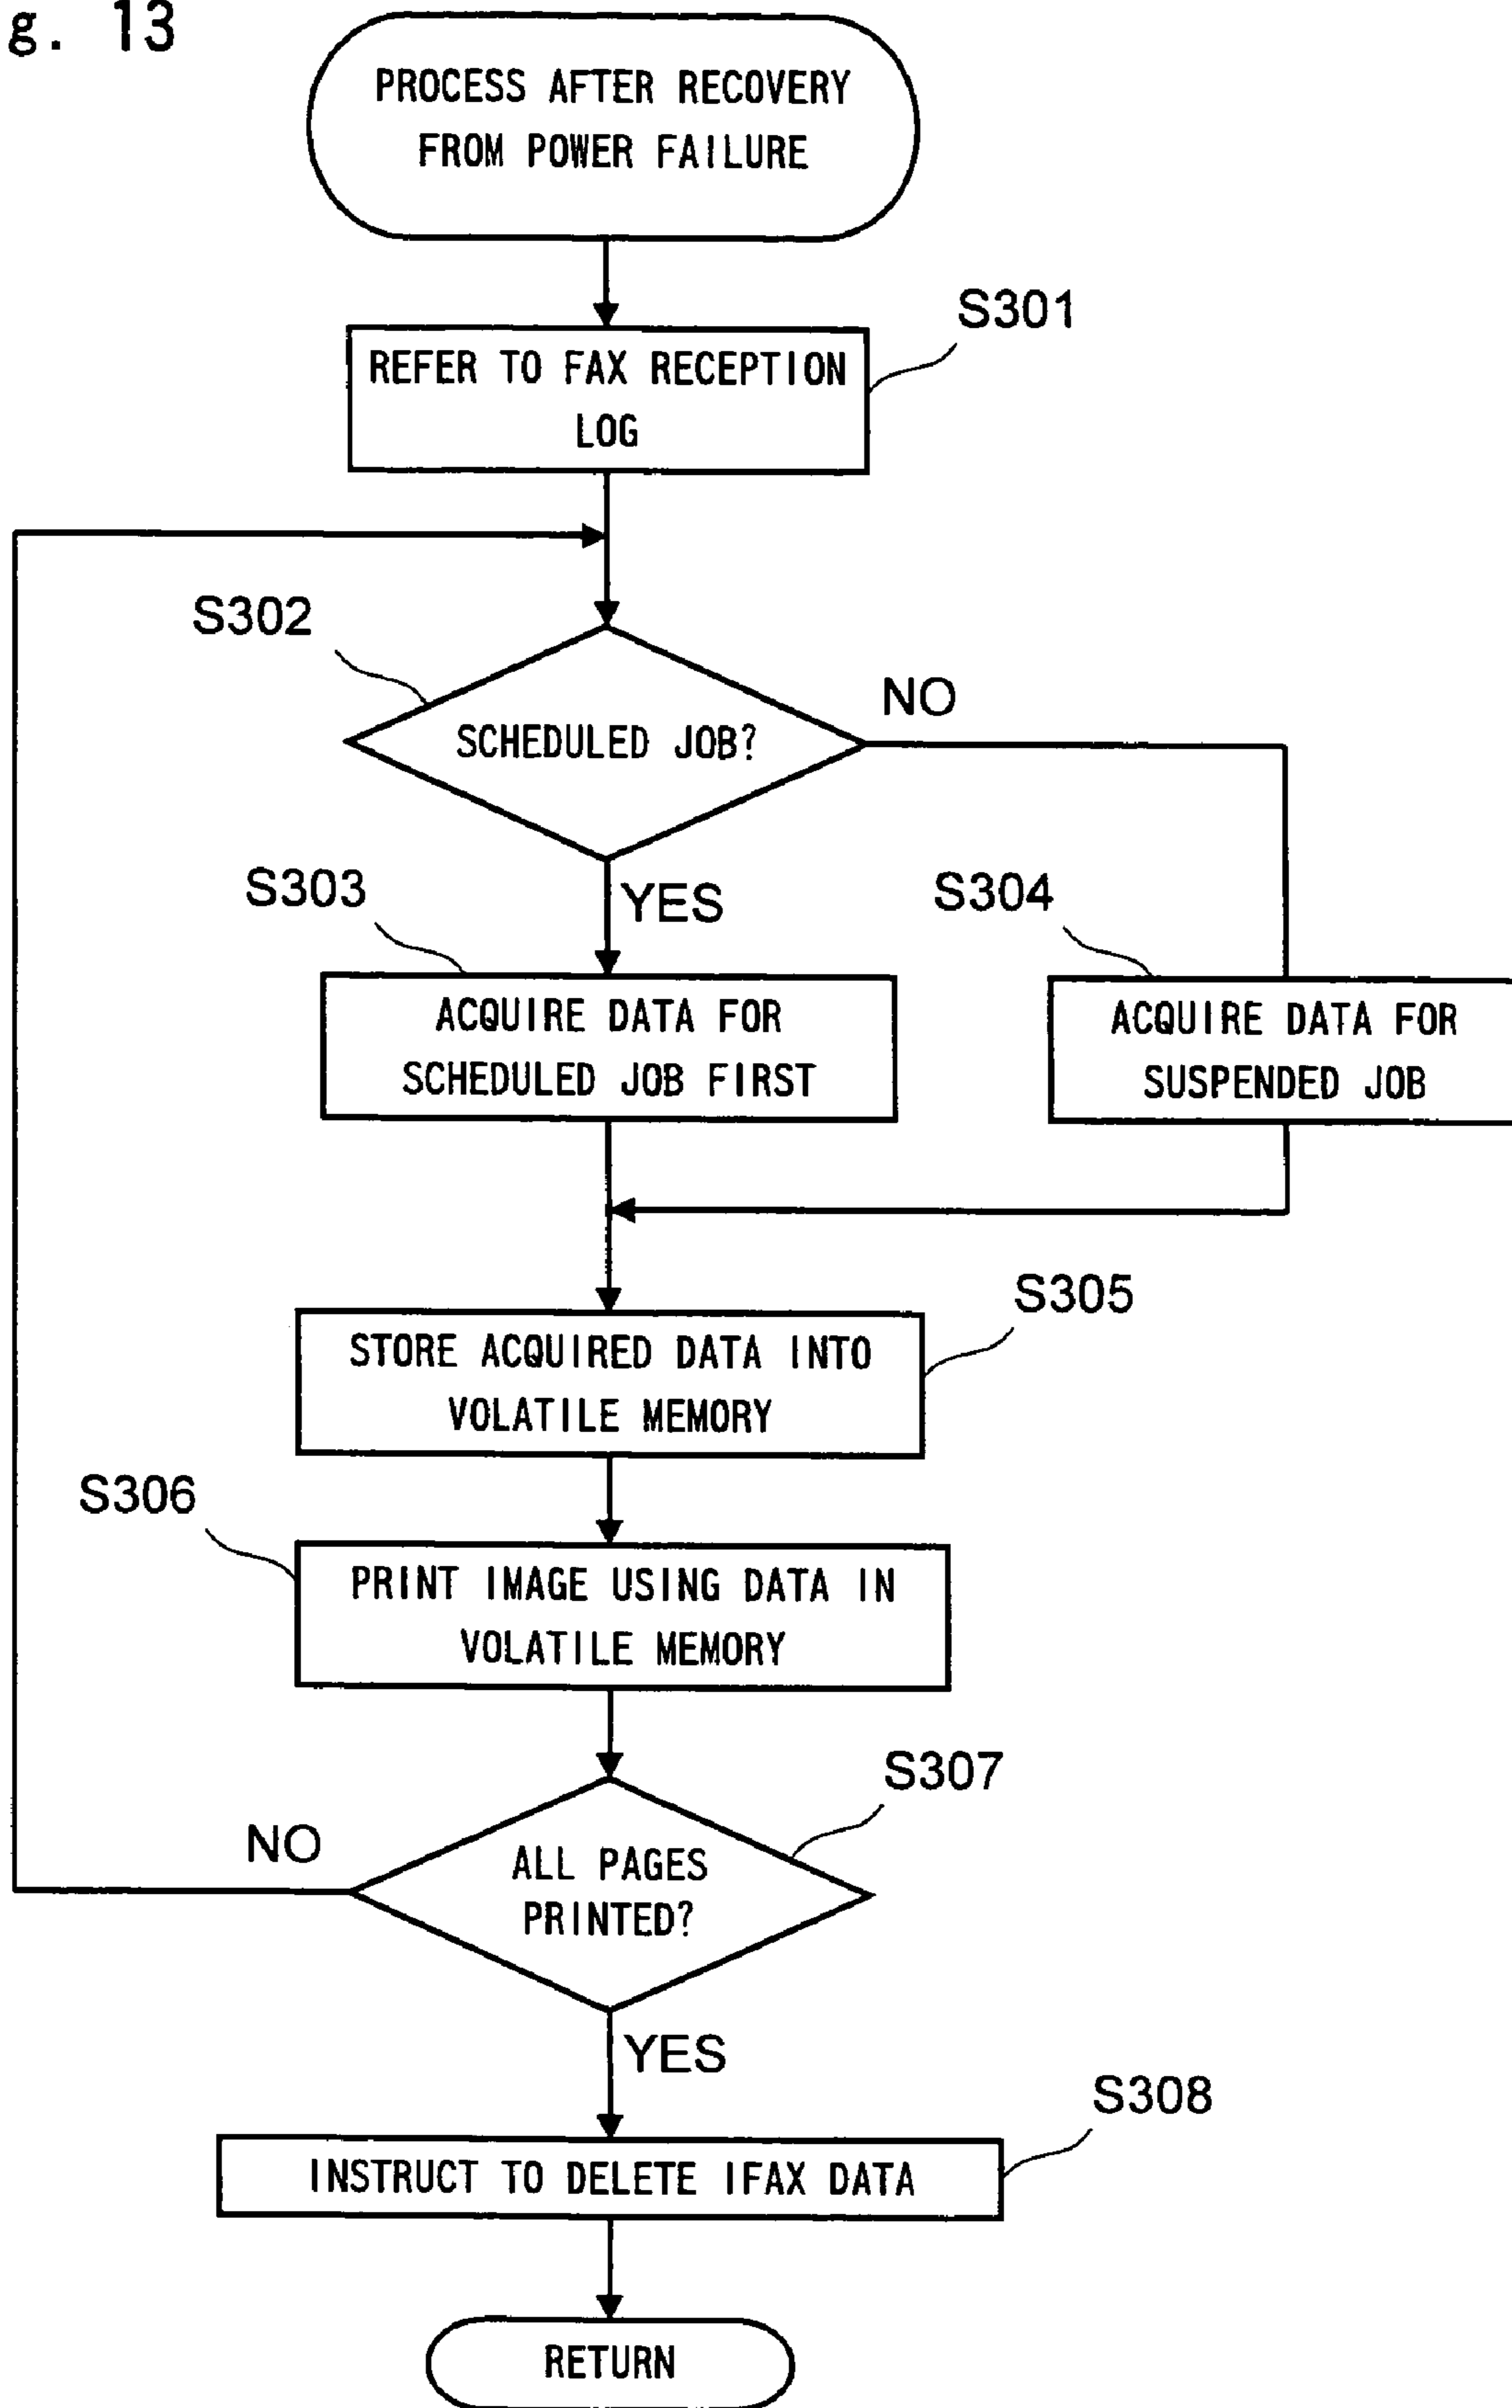 g. 13
PROCESS AFTER RECOVERY
FROM POWER FAILURE
S301
REFER TO FAX RECEPTION
LOG
S302
NO
SCHEDULED JOB?
S303
YES
S304
ACQUIRE DATA FOR
SCHEDULED JOB FIRST
ACQUIRE DATA FOR
SUSPENDED JOB
S305
STORE ACQUIRED DATA INTO
VOLATILE MEMORY
S306
PRINT IMAGE USING DATA IN
VOLATILE MEMORY
S307
NO
ALL PAGES
PRINTED?
YES
S308
INSTRUCT TO DELETE IFAX DATA
RETURN